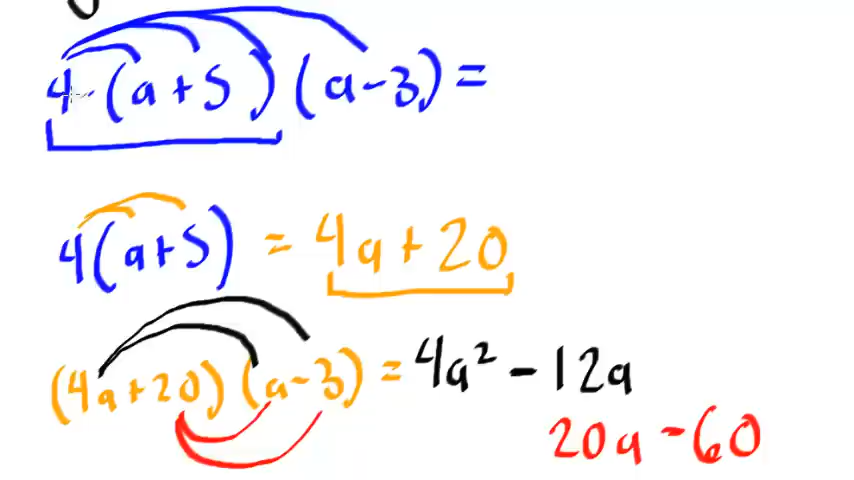 4·(a+5)(a-3)=
4(a+5) = 4a+20
(4a+20)(a-3)=4a²-12a
20a-60